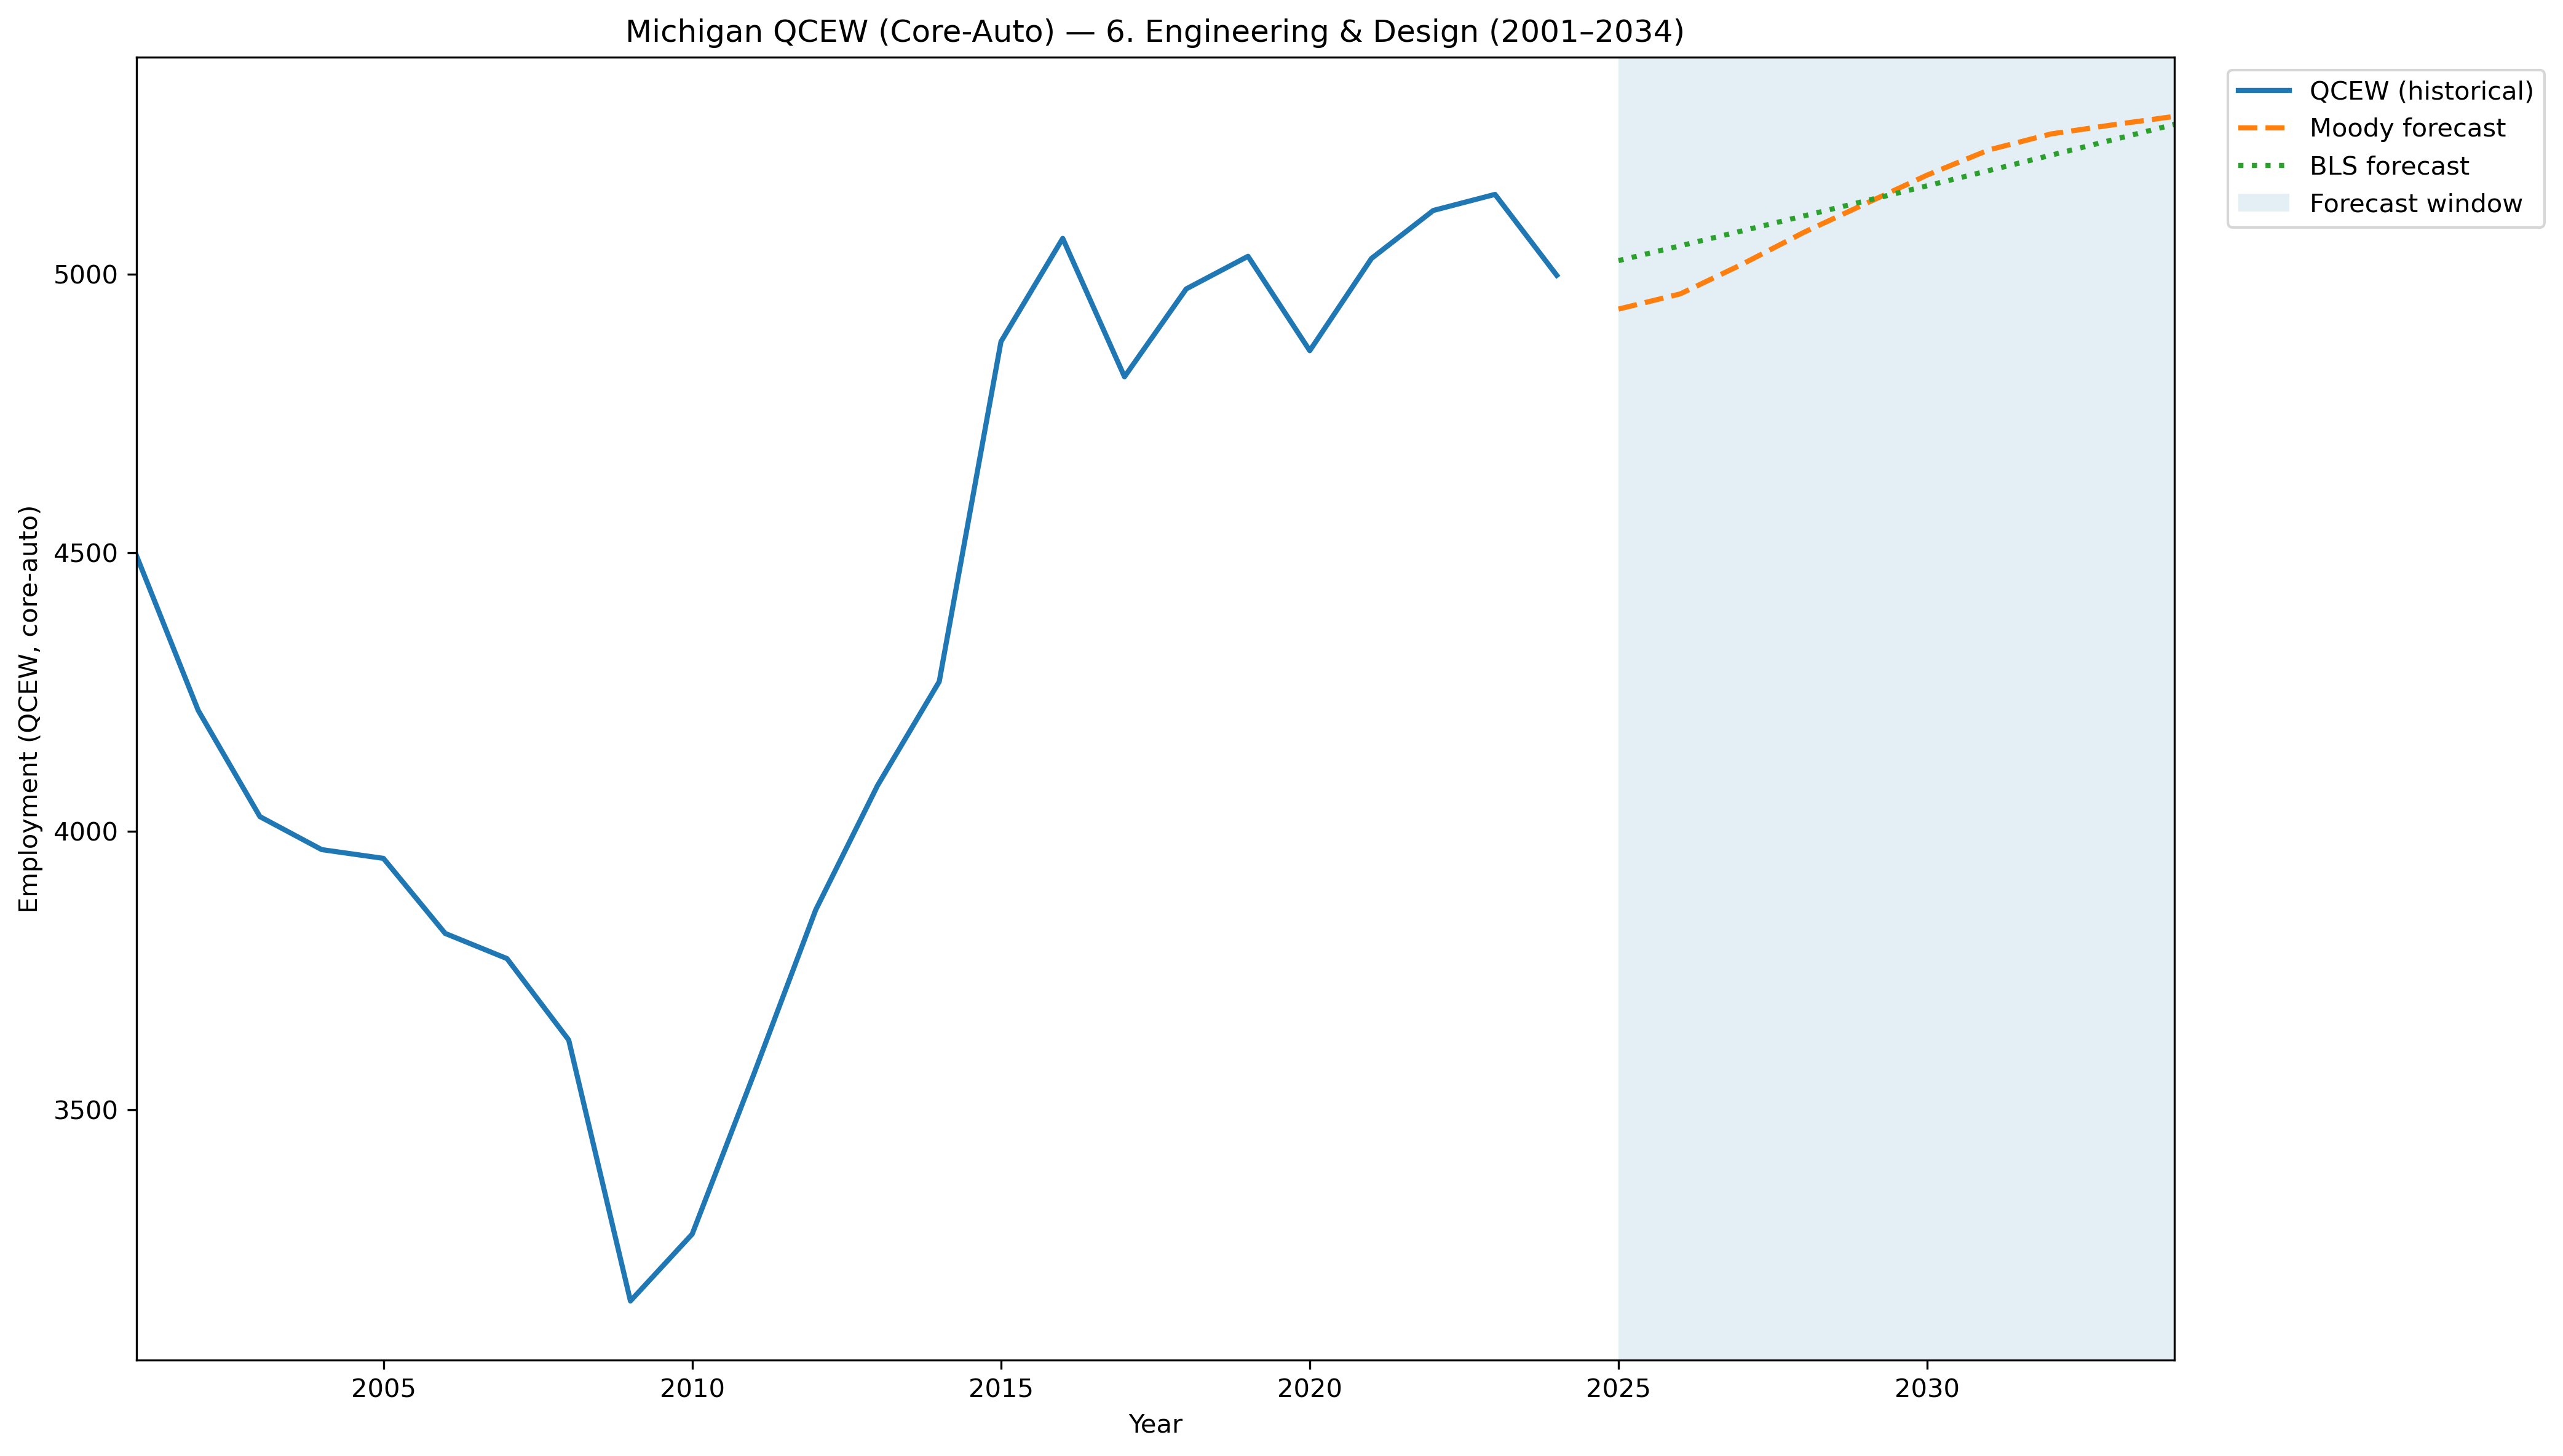 Michigan QCEW (Core-Auto) — 6. Engineering & Design (2001–2034)
QCEW (historical)
Moody forecast
BLS forecast
Forecast window
Employment (QCEW, core-auto)
5000
4500
4000
3500
2005 2010 2015 2020 2025 2030
Year